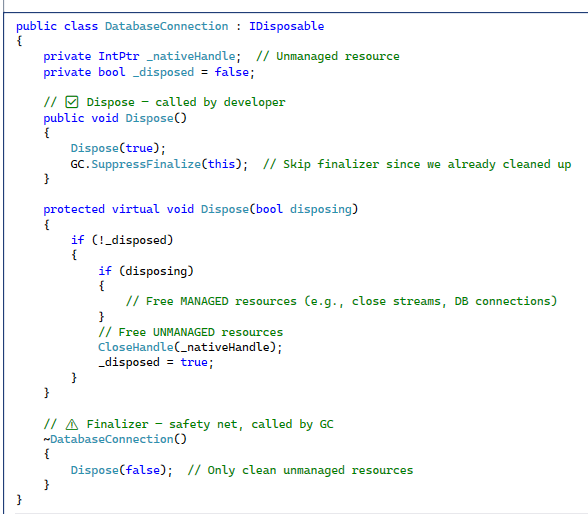 public class DatabaseConnection : IDisposable
{
    private IntPtr _nativeHandle;  // Unmanaged resource
    private bool _disposed = false;

    // ✅ Dispose — called by developer
    public void Dispose()
    {
        Dispose(true);
        GC.SuppressFinalize(this);  // Skip finalizer since we already cleaned up
    }

    protected virtual void Dispose(bool disposing)
    {
        if (!_disposed)
        {
            if (disposing)
            {
                // Free MANAGED resources (e.g., close streams, DB connections)
            }
            // Free UNMANAGED resources
            CloseHandle(_nativeHandle);
            _disposed = true;
        }
    }

    // ⚠ Finalizer — safety net, called by GC
    ~DatabaseConnection()
    {
        Dispose(false);  // Only clean unmanaged resources
    }
}